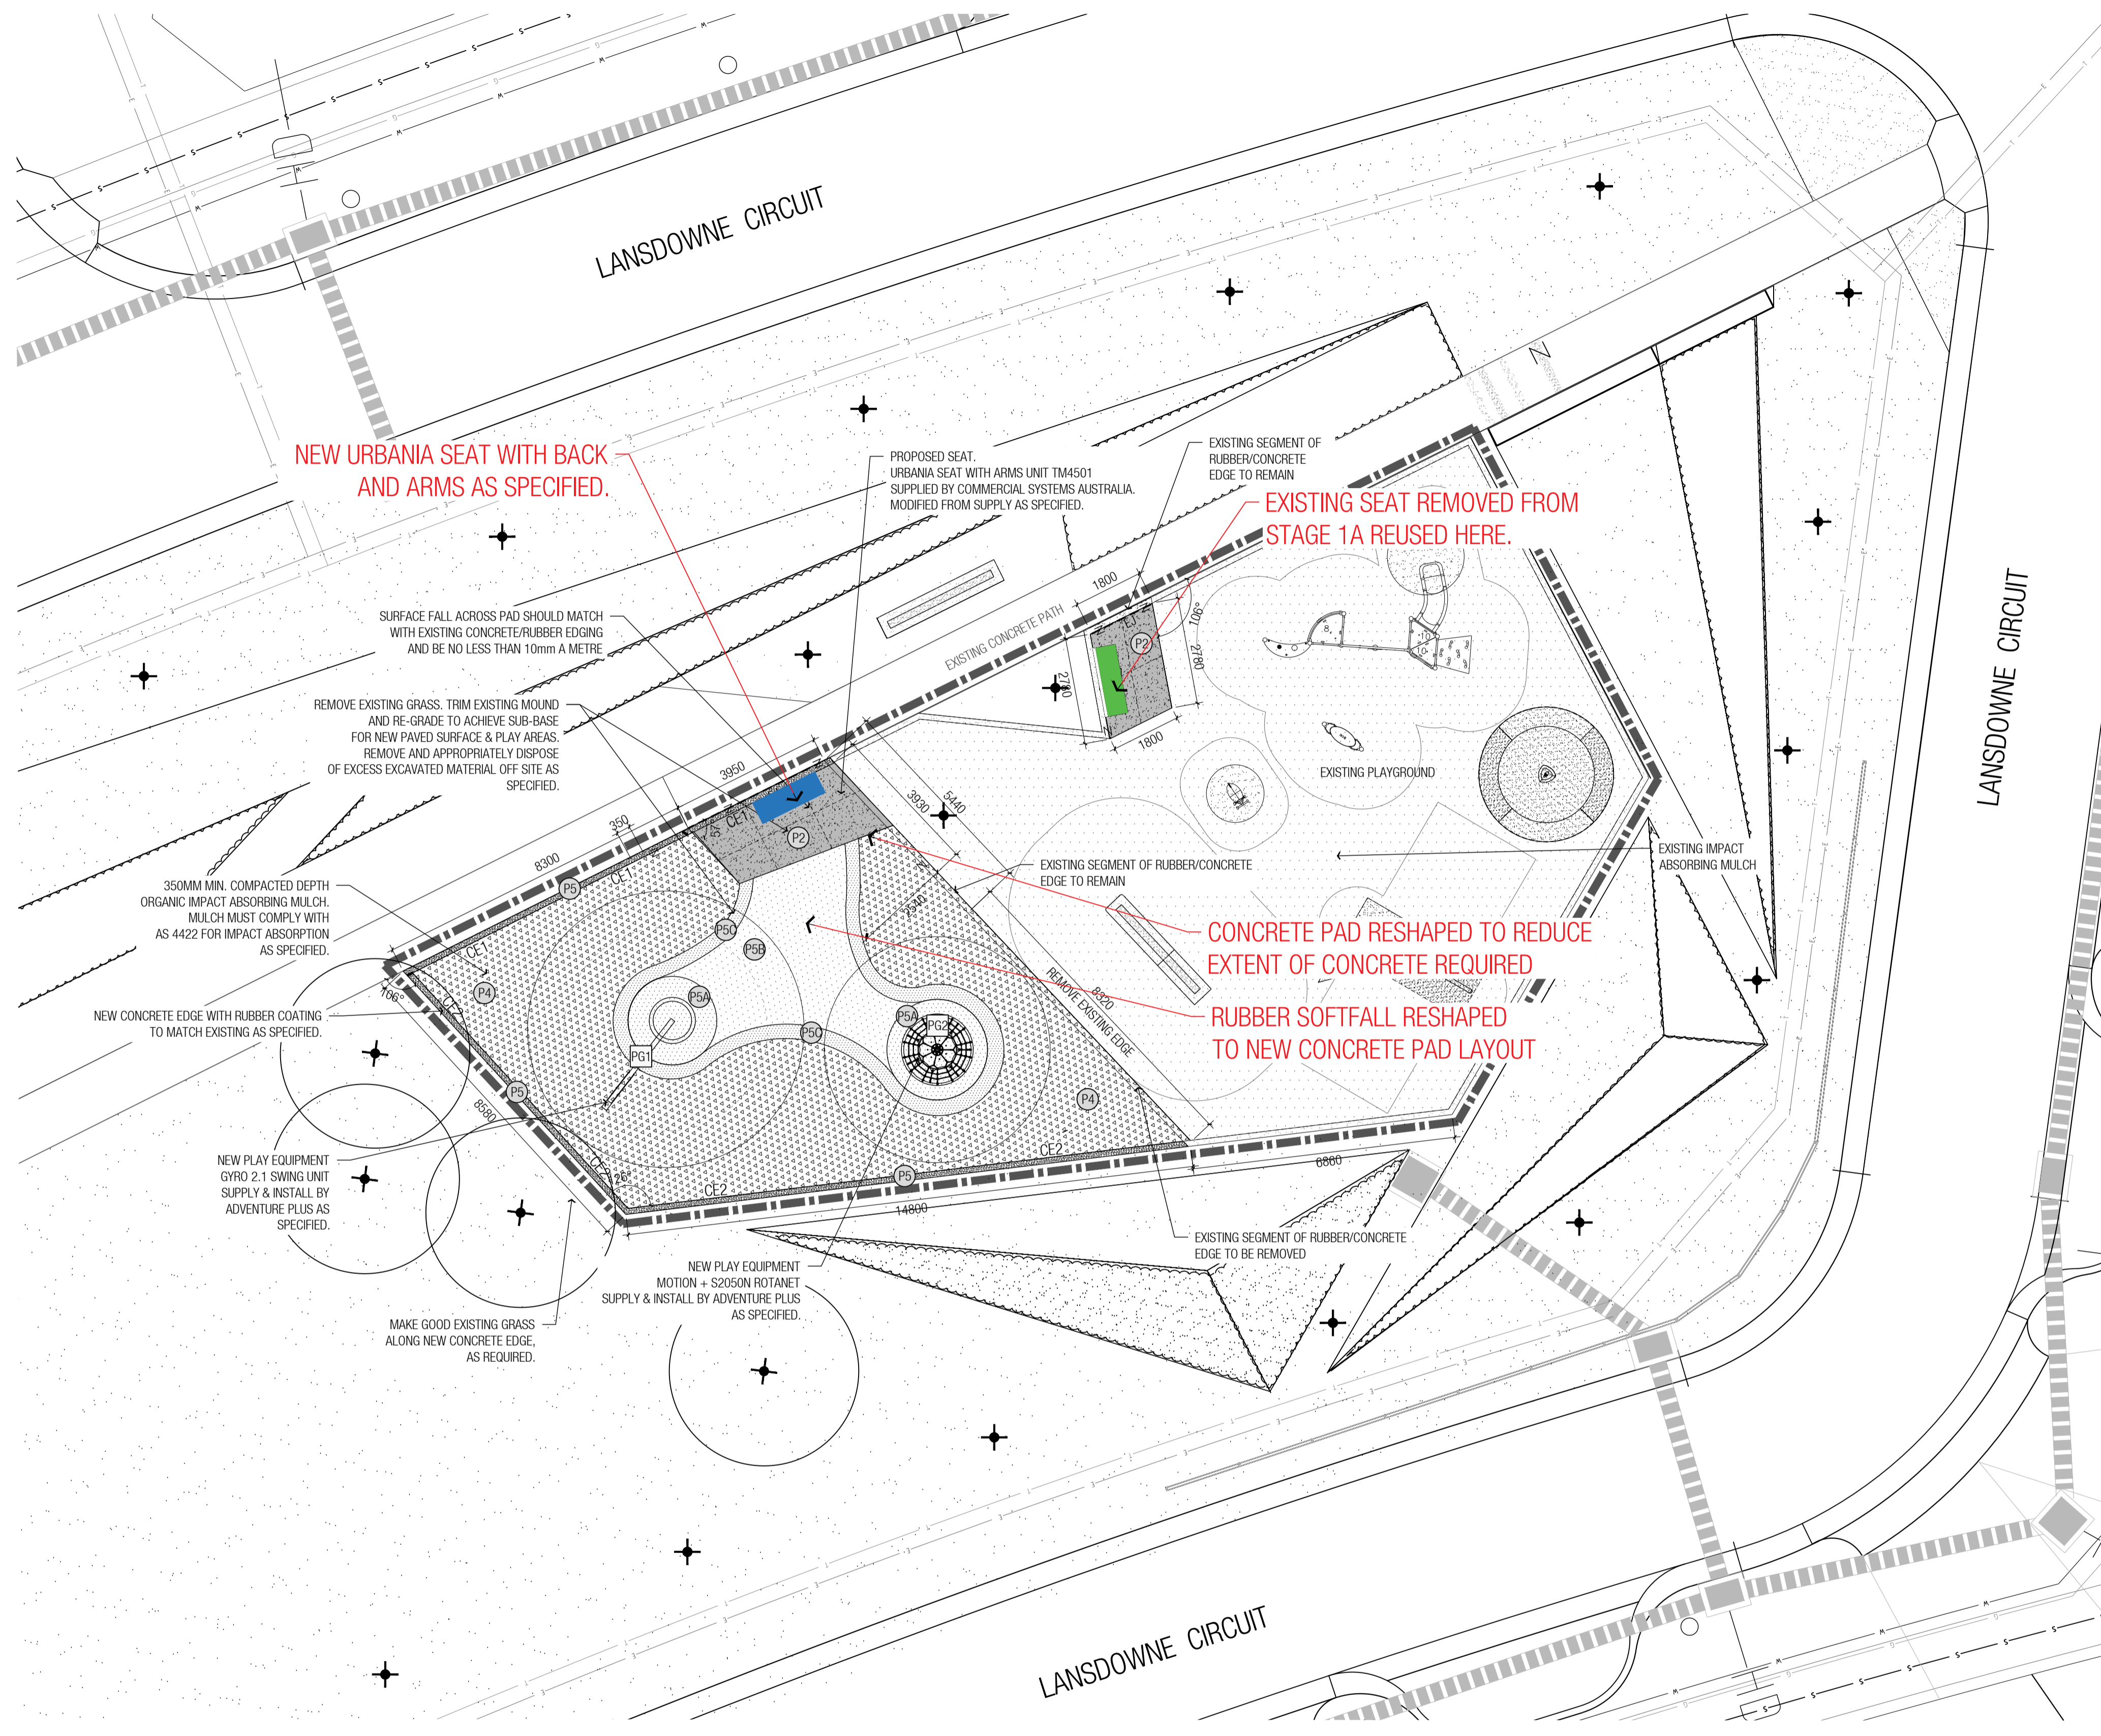 LANSDOWNE CIRCUIT
NEW URBANIA SEAT WITH BACK
AND ARMS AS SPECIFIED.
PROPOSED SEAT.
URBANIA SEAT WITH ARMS UNIT TM4501
SUPPLIED BY COMMERCIAL SYSTEMS AUSTRALIA.
MODIFIED FROM SUPPLY AS SPECIFIED.
EXISTING SEGMENT OF
RUBBER/CONCRETE
EDGE TO REMAIN
EXISTING SEAT REMOVED FROM
STAGE 1A REUSED HERE.
SURFACE FALL ACROSS PAD SHOULD MATCH
WITH EXISTING CONCRETE/RUBBER EDGING
AND BE NO LESS THAN 10mm A METRE
EXISTING CONCRETE PATH
1800
106°
P2
2780
2780
1800
8
10
10
LANSDOWNE CIRCUIT
REMOVE EXISTING GRASS. TRIM EXISTING MOUND
AND RE-GRADE TO ACHIEVE SUB-BASE
FOR NEW PAVED SURFACE & PLAY AREAS.
REMOVE AND APPROPRIATELY DISPOSE
OF EXCESS EXCAVATED MATERIAL OFF SITE AS
SPECIFIED.
3950
EXISTING PLAYGROUND
3930
5440
350
CE1
P2
8300
EXISTING IMPACT
ABSORBING MULCH
EXISTING SEGMENT OF RUBBER/CONCRETE
EDGE TO REMAIN
350MM MIN. COMPACTED DEPTH
ORGANIC IMPACT ABSORBING MULCH.
MULCH MUST COMPLY WITH
AS 4422 FOR IMPACT ABSORPTION
AS SPECIFIED.
P5
CE1
2540
P5C
P5B
CONCRETE PAD RESHAPED TO REDUCE
EXTENT OF CONCRETE REQUIRED
CE1
P4
106°
CE2
P5A
8320
REMOVE EXISTING EDGE
NEW CONCRETE EDGE WITH RUBBER COATING
TO MATCH EXISTING AS SPECIFIED.
RUBBER SOFTFALL RESHAPED
TO NEW CONCRETE PAD LAYOUT
P5A
PG2
P5C
PG1
P5
8580
P4
NEW PLAY EQUIPMENT
GYRO 2.1 SWING UNIT
SUPPLY & INSTALL BY
ADVENTURE PLUS AS
SPECIFIED.
CE2
P5
CE2
6860
14800
EXISTING SEGMENT OF RUBBER/CONCRETE
EDGE TO BE REMOVED
NEW PLAY EQUIPMENT
MOTION + S2050N ROTANET
SUPPLY & INSTALL BY ADVENTURE PLUS
AS SPECIFIED.
MAKE GOOD EXISTING GRASS
ALONG NEW CONCRETE EDGE,
AS REQUIRED.
LANSDOWNE CIRCUIT